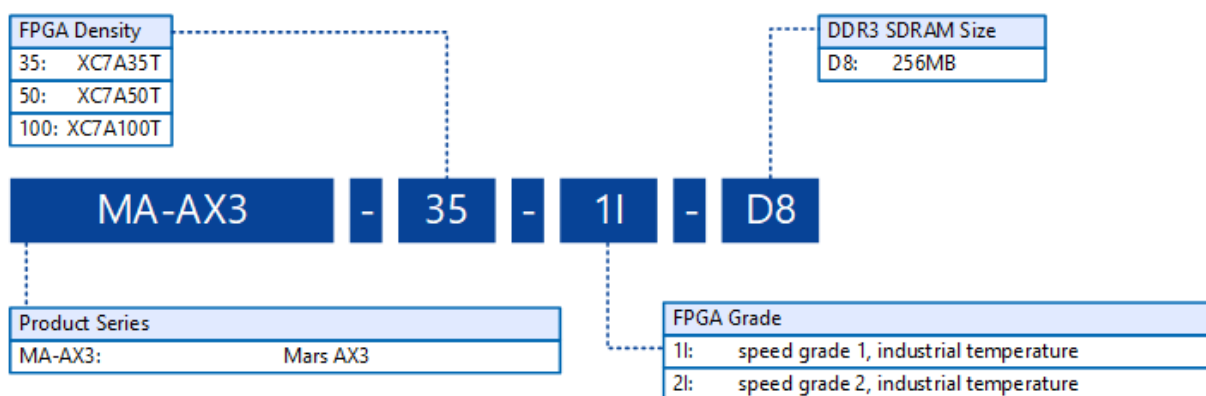 FPGA Density
35: XC7A35T
50: XC7A50T
100: XC7A100T
DDR3 SDRAM Size
D8: 256MB
MA-AX3 - 35 - 1I - D8
Product Series
MA-AX3: Mars AX3
FPGA Grade
1I: speed grade 1, industrial temperature
2I: speed grade 2, industrial temperature